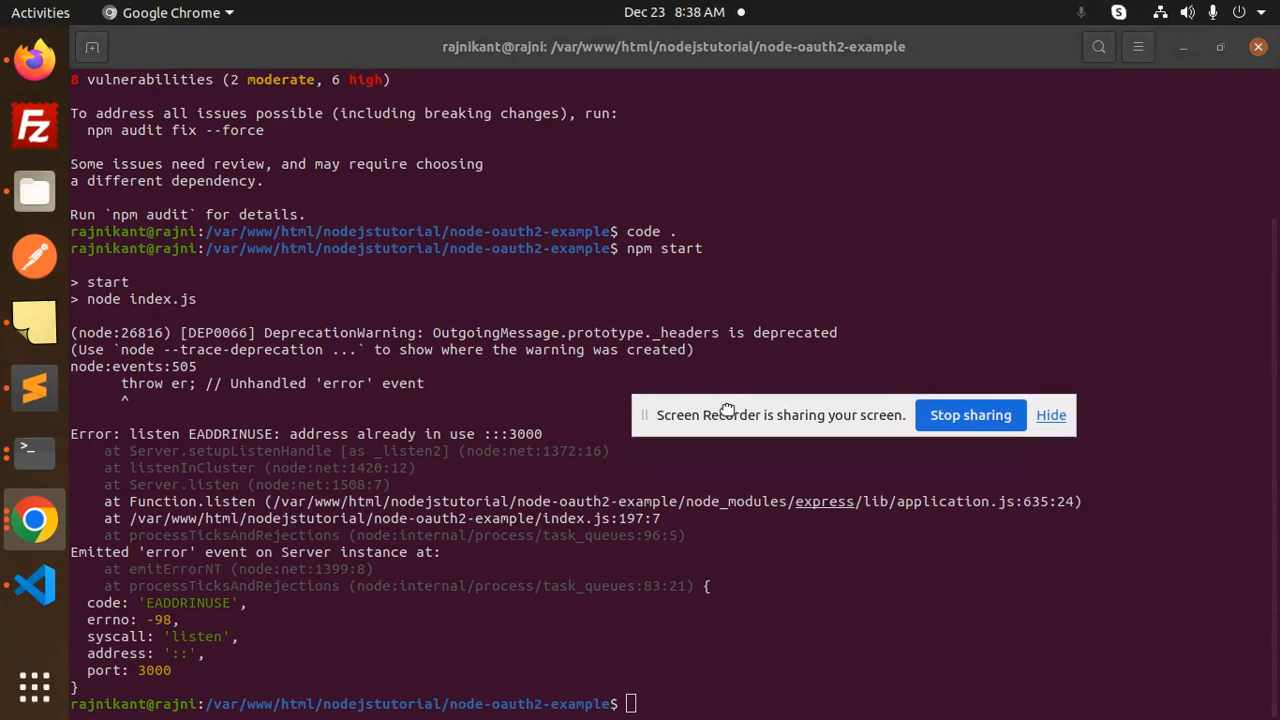 Activities
Google Chrome
Dec 23 8:38 AM
rajnikant@rajni: /var/www/html/nodejstutorial/node-oauth2-example
8 vulnerabilities (2 moderate, 6 high)
To address all issues possible (including breaking changes), run:
  npm audit fix --force
Some issues need review, and may require choosing
a different dependency.
Run `npm audit` for details.
rajnikant@rajni:/var/www/html/nodejstutorial/node-oauth2-example$ code .
rajnikant@rajni:/var/www/html/nodejstutorial/node-oauth2-example$ npm start
> start
> node index.js
(node:26816) [DEP0066] DeprecationWarning: OutgoingMessage.prototype._headers is deprecated
(Use `node --trace-deprecation ...` to show where the warning was created)
node:events:505
      throw er; // Unhandled 'error' event
      ^
Screen Recorder is sharing your screen.
Stop sharing
Hide
Error: listen EADDRINUSE: address already in use :::3000
    at Server.setupListenHandle [as _listen2] (node:net:1372:16)
    at listenInCluster (node:net:1420:12)
    at Server.listen (node:net:1508:7)
    at Function.listen (/var/www/html/nodejstutorial/node-oauth2-example/node_modules/express/lib/application.js:635:24)
    at /var/www/html/nodejstutorial/node-oauth2-example/index.js:197:7
    at processTicksAndRejections (node:internal/process/task_queues:96:5)
Emitted 'error' event on Server instance at:
    at emitErrorNT (node:net:1399:8)
    at processTicksAndRejections (node:internal/process/task_queues:83:21) {
  code: 'EADDRINUSE',
  errno: -98,
  syscall: 'listen',
  address: '::',
  port: 3000
}
rajnikant@rajni:/var/www/html/nodejstutorial/node-oauth2-example$
Fz